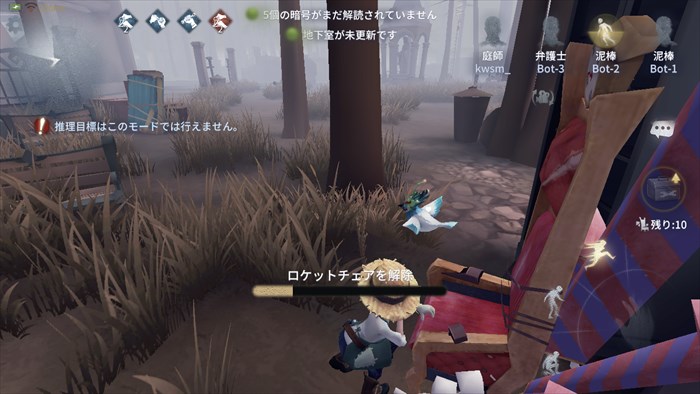 5個の暗号がまだ解読されていません
地下室が未更新です
庭師
kwsm_
弁護士
Bot-3
泥棒
Bot-2
泥棒
Bot-1
推理目標はこのモードでは行えません。
残り:10
ロケットチェアを解除